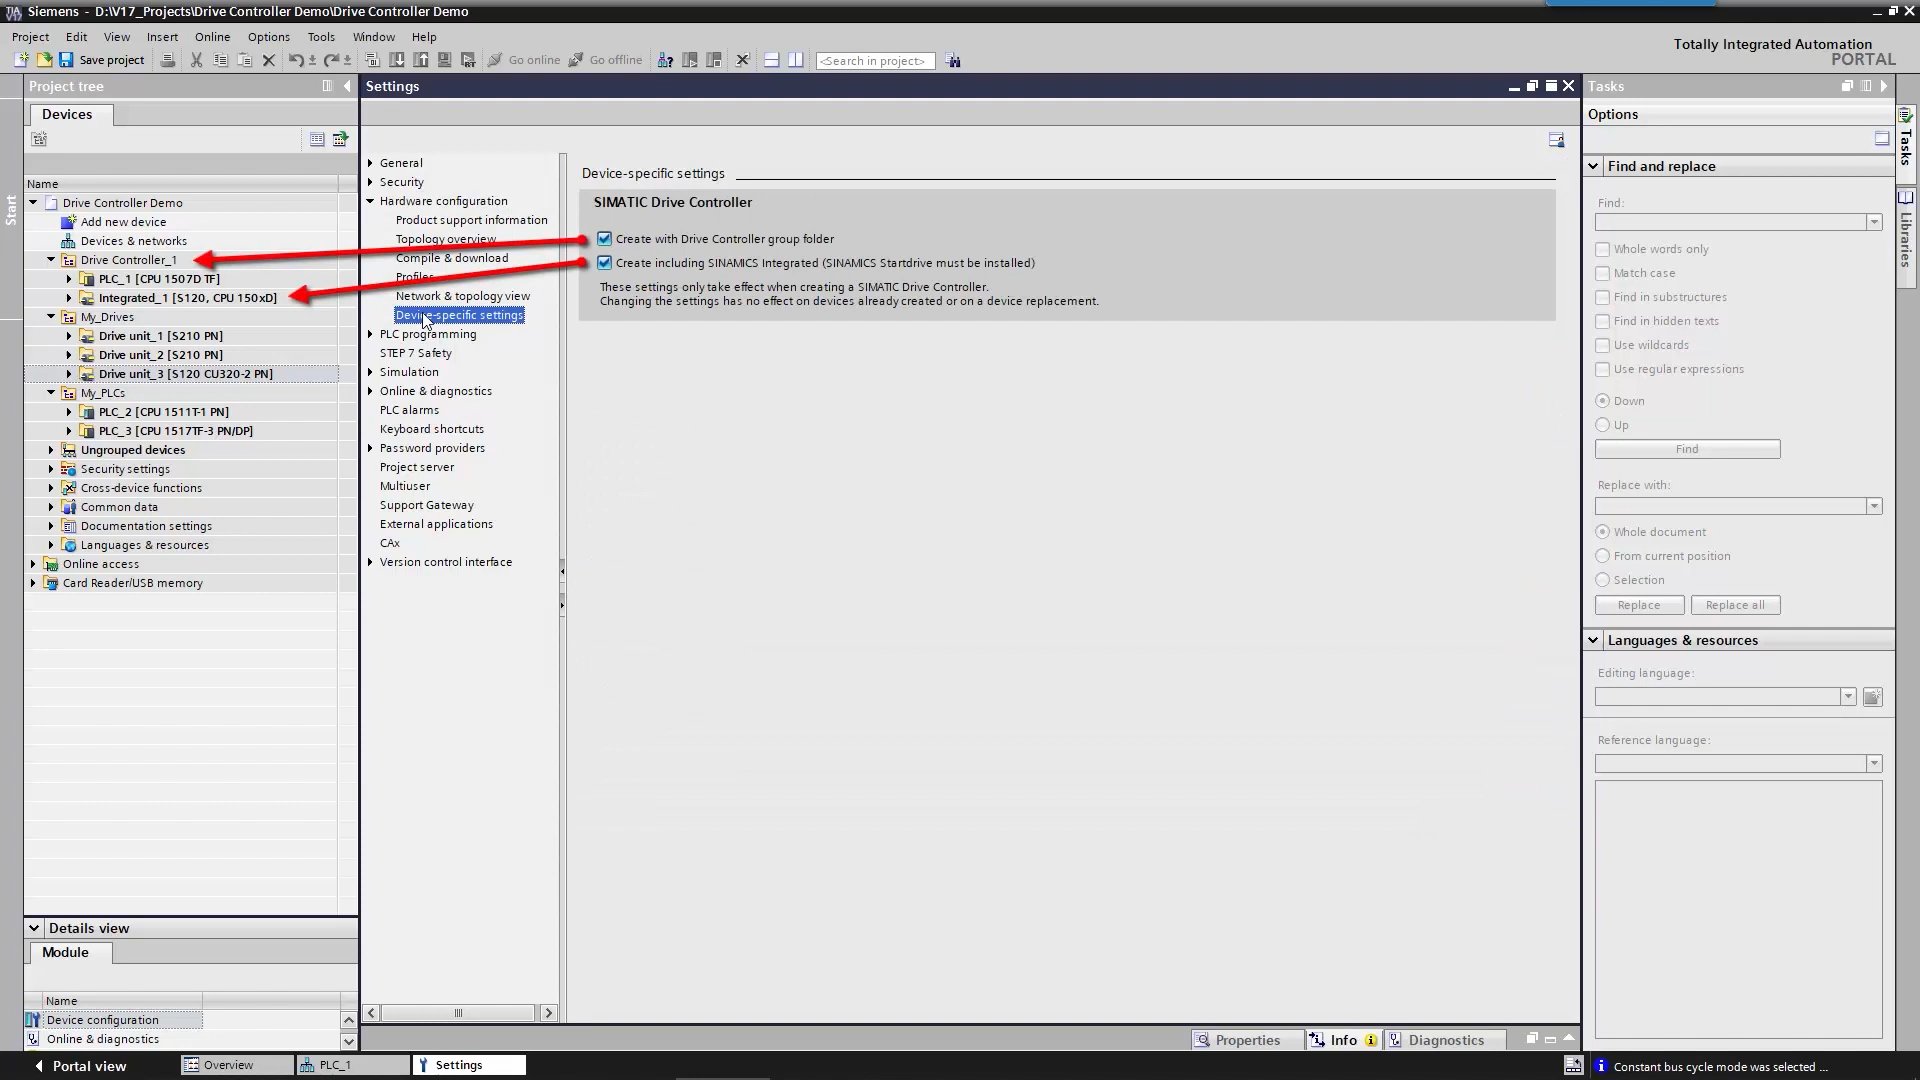 Siemens - D:\V17_Projects\Drive Controller Demo\Drive Controller Demo
Project Edit View Insert Online Options Tools Window Help
Totally Integrated Automation
PORTAL
Save project
Go online
Go offline
<Search in project>
Project tree
Devices
Start
Name
Drive Controller Demo
Add new device
Devices & networks
Drive Controller_1
PLC_1 [CPU 1507D TF]
Integrated_1 [S120, CPU 150xD]
My_Drives
Drive unit_1 [S210 PN]
Drive unit_2 [S210 PN]
Drive unit_3 [S120 CU320-2 PN]
My_PLCs
PLC_2 [CPU 1511T-1 PN]
PLC_3 [CPU 1517TF-3 PN/DP]
Ungrouped devices
Security settings
Cross-device functions
Common data
Documentation settings
Languages & resources
Online access
Card Reader/USB memory
Details view
Module
Name
Device configuration
Online & diagnostics
Settings
General
Security
Hardware configuration
Product support information
Topology overview
Compile & download
Profiles
Network & topology view
Device-specific settings
PLC programming
STEP 7 Safety
Simulation
Online & diagnostics
PLC alarms
Keyboard shortcuts
Password providers
Project server
Multiuser
Support Gateway
External applications
CAx
Version control interface
Device-specific settings
SIMATIC Drive Controller
Create with Drive Controller group folder
Create including SINAMICS Integrated (SINAMICS Startdrive must be installed)
These settings only take effect when creating a SIMATIC Drive Controller.
Changing the settings has no effect on devices already created or on a device replacement.
Properties
Info
Diagnostics
Tasks
Options
Find and replace
Find:
Whole words only
Match case
Find in substructures
Find in hidden texts
Use wildcards
Use regular expressions
Down
Up
Find
Replace with:
Whole document
From current position
Selection
Replace
Replace all
Languages & resources
Editing language:
Reference language:
Tasks
Libraries
Portal view
Overview
PLC_1
Settings
Constant bus cycle mode was selected ...